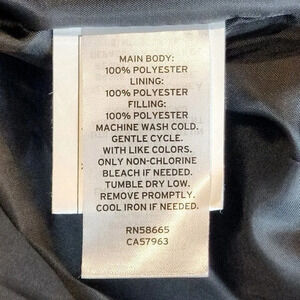 MAIN BODY:
100% POLYESTER
LINING:
100% POLYESTER
FILLING:
100% POLYESTER
MACHINE WASH COLD.
GENTLE CYCLE.
WITH LIKE COLORS.
ONLY NON-CHLORINE
BLEACH IF NEEDED.
TUMBLE DRY LOW.
REMOVE PROMPTLY.
COOL IRON IF NEEDED.
RN58665
CA57963